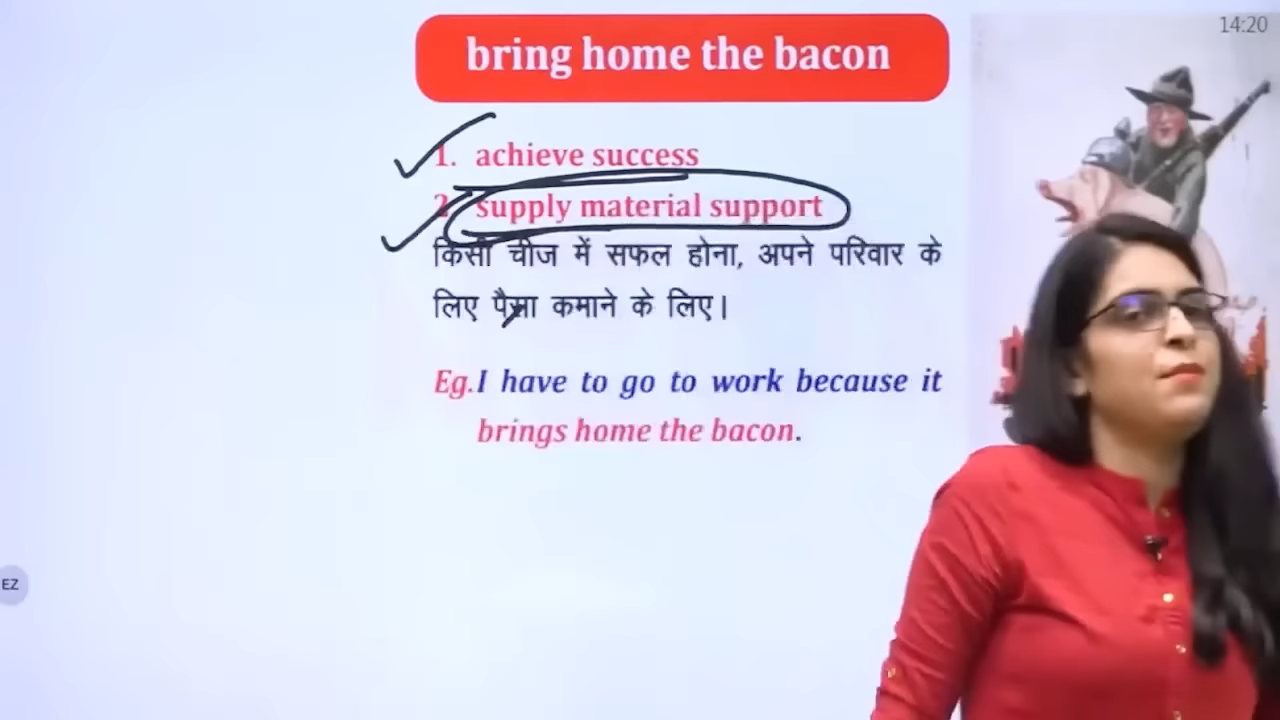 14:20
bring home the bacon
1. achieve success
2. supply material support
किसी चीज में सफल होना, अपने परिवार के
लिए पैसा कमाने के लिए।
Eg. I have to go to work because it
brings home the bacon.
EZ